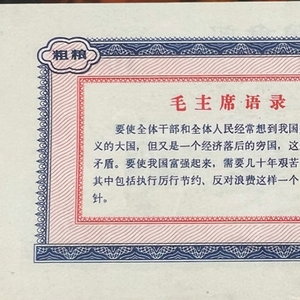 粗粮
毛主席语录
要使全体干部和全体人民经常想到我国
义的大国，但又是一个经济落后的穷国，这
矛盾。要使我国富强起来，需要几十年艰苦
其中包括执行厉行节约、反对浪费这样一个
针。